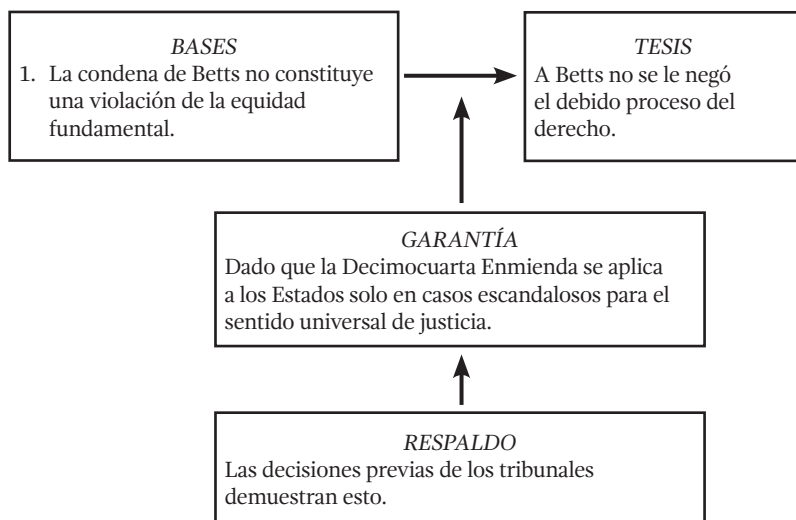 BASES
1. La condena de Betts no constituye
una violación de la equidad
fundamental.
TESIS
A Betts no se le negó
el debido proceso del
derecho.
GARANTÍA
Dado que la Decimocuarta Enmienda se aplica
a los Estados solo en casos escandalosos para el
sentido universal de justicia.
RESPALDO
Las decisiones previas de los tribunales
demuestran esto.